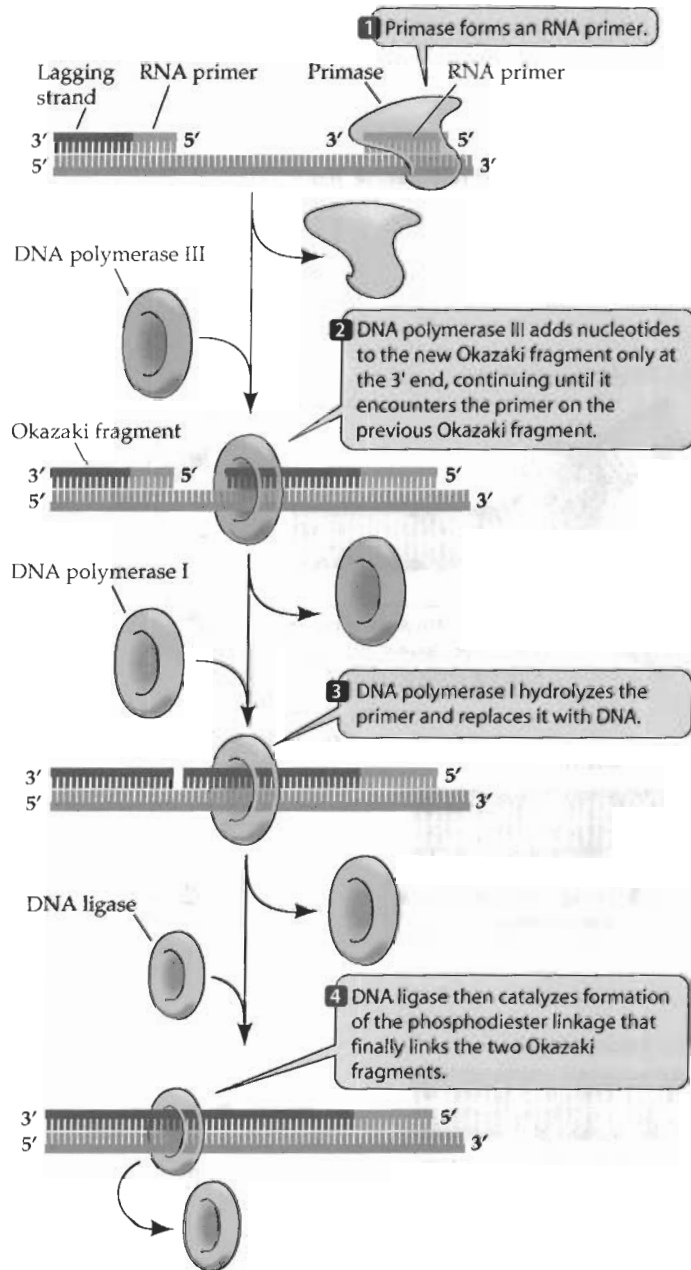 1 Primase forms an RNA primer.
Lagging strand
RNA primer
Primase
RNA primer
3′ 5′ 3′ 5′
5′ 3′
DNA polymerase III
2 DNA polymerase III adds nucleotides
to the new Okazaki fragment only at
the 3′ end, continuing until it
encounters the primer on the
previous Okazaki fragment.
Okazaki fragment
3′ 5′ 5′
5′ 3′
DNA polymerase I
3 DNA polymerase I hydrolyzes the
primer and replaces it with DNA.
3′ 5′
5′ 3′
DNA ligase
4 DNA ligase then catalyzes formation
of the phosphodiester linkage that
finally links the two Okazaki
fragments.
3′ 5′
5′ 3′